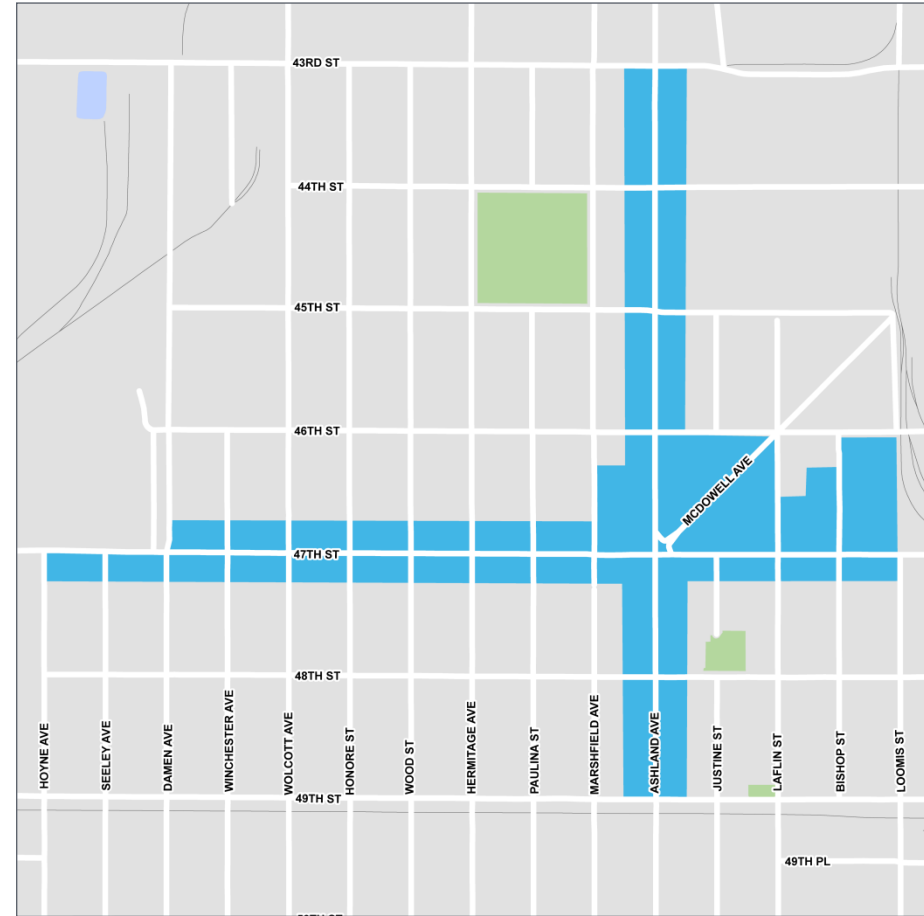 43RD ST
44TH ST
45TH ST
46TH ST
MCDOWELL AVE
47TH ST
48TH ST
HOYNE AVE
SEELEY AVE
DAMEN AVE
WINCHESTER AVE
WOLCOTT AVE
HONORE ST
WOOD ST
HERMITAGE AVE
PAULINA ST
MARSHFIELD AVE
ASHLAND AVE
JUSTINE ST
LAFLIN ST
BISHOP ST
LOOMIS ST
49TH ST
49TH PL